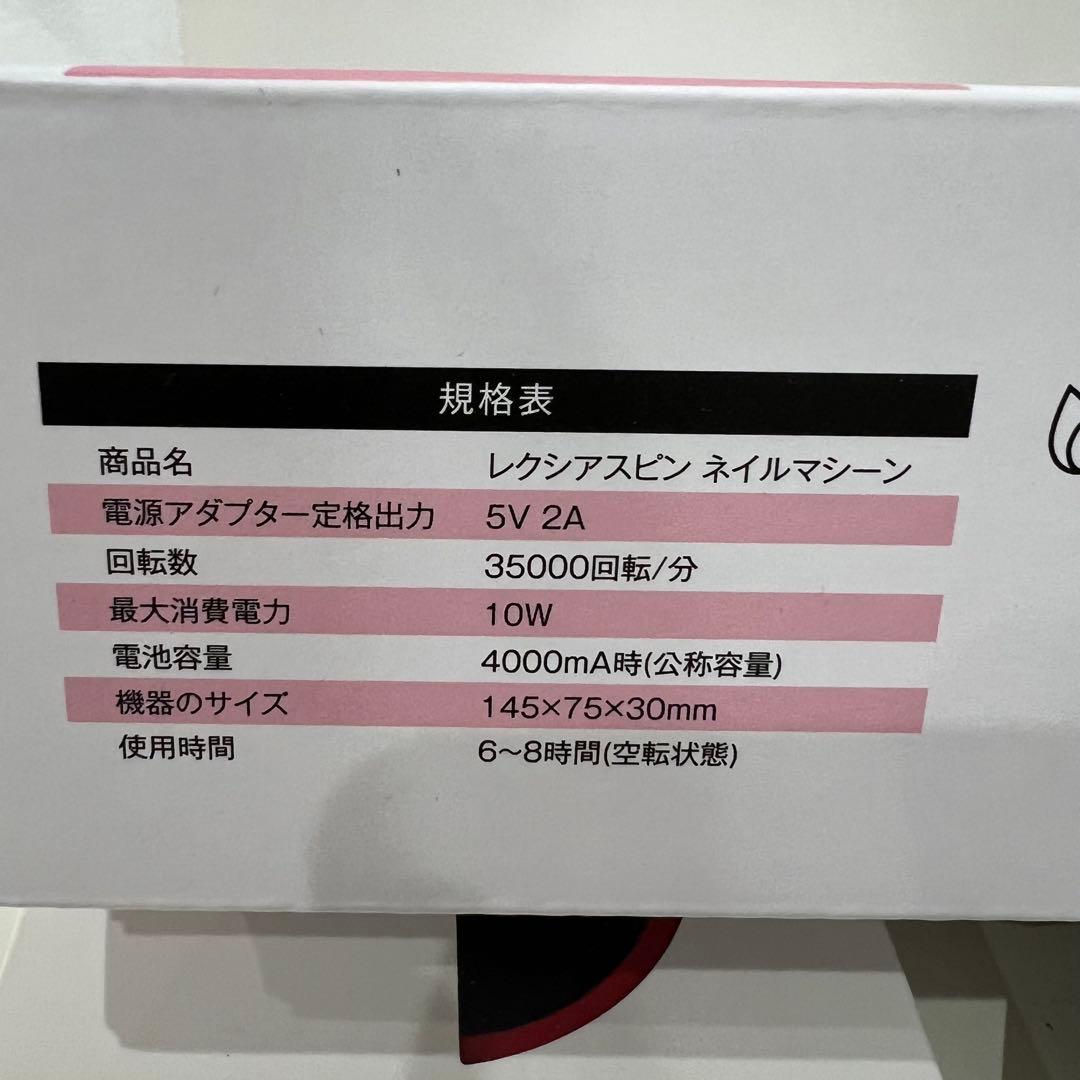 規格表
商品名 レクシアスピン ネイルマシーン
電源アダプター定格出力 5V 2A
回転数 35000回転/分
最大消費電力 10W
電池容量 4000mA時(公称容量)
機器のサイズ 145×75×30mm
使用時間 6〜8時間(空転状態)